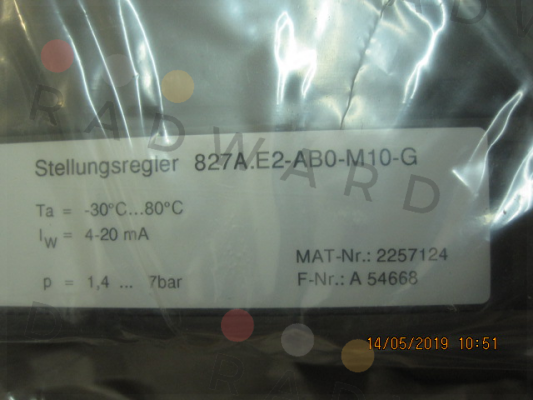 RADWARD
Stellungsregler 827A.E2-AB0-M10-G
Ta = -30°C...80°C
IW = 4-20 mA
p = 1,4 ... 7bar
MAT-Nr.: 2257124
F-Nr.: A 54668
14/05/2019 10:51